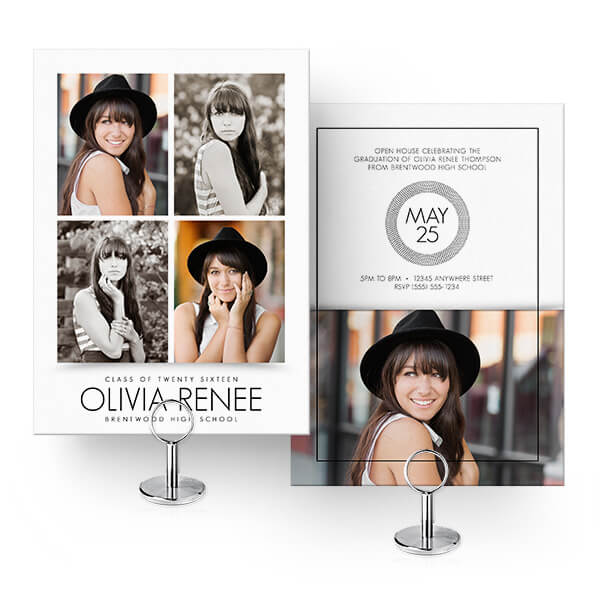 CLASS OF TWENTY SIXTEEN
OLIVIA RENEE
BRENTWOOD HIGH SCHOOL
OPEN HOUSE CELEBRATING THE
GRADUATION OF OLIVIA RENEE THOMPSON
FROM BRENTWOOD HIGH SCHOOL
MAY
25
5PM TO 8PM • 12345 ANYWHERE STREET
RSVP (555) 555-1234